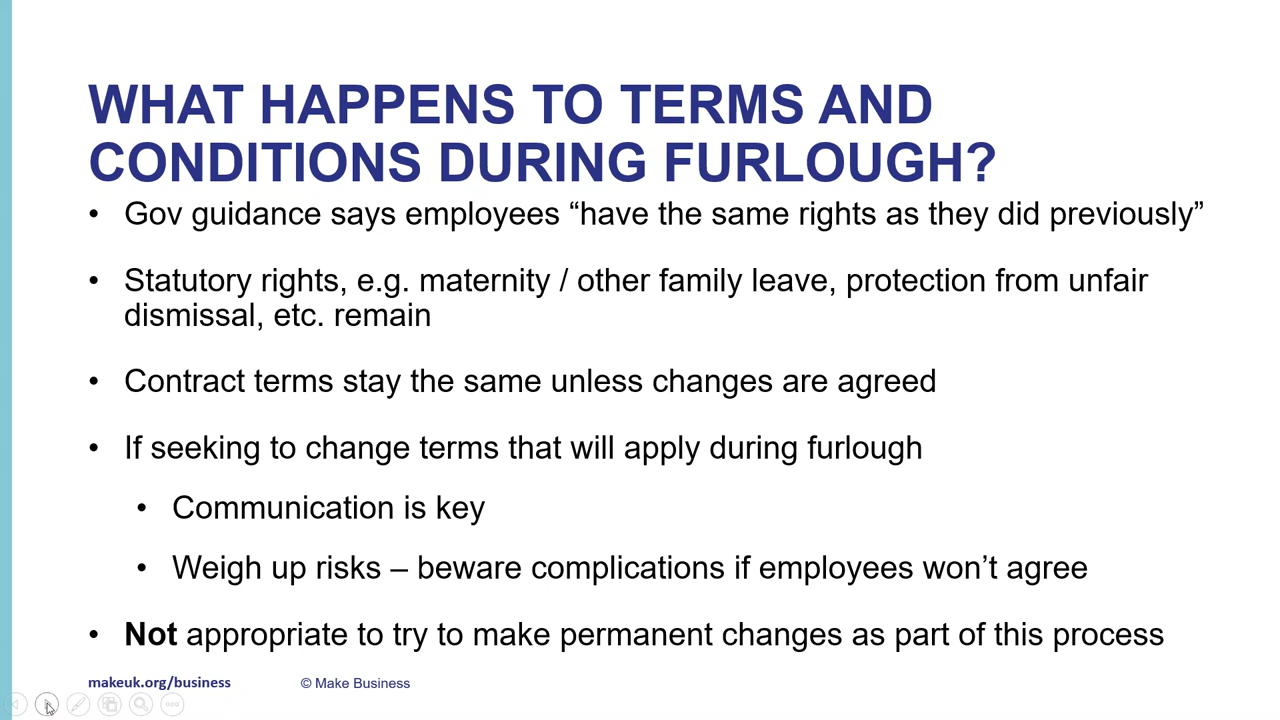 WHAT HAPPENS TO TERMS AND
CONDITIONS DURING FURLOUGH?
• Gov guidance says employees “have the same rights as they did previously”
• Statutory rights, e.g. maternity / other family leave, protection from unfair
dismissal, etc. remain
• Contract terms stay the same unless changes are agreed
• If seeking to change terms that will apply during furlough
• Communication is key
• Weigh up risks – beware complications if employees won’t agree
• Not appropriate to try to make permanent changes as part of this process
makeuk.org/business © Make Business